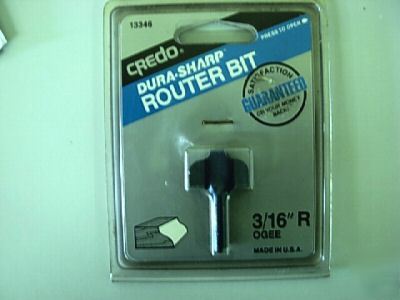 13346
PRESS TO OPEN
CREDO
DURA-SHARP
ROUTER BIT
SATISFACTION
GUARANTEED
OR YOUR MONEY
BACK!
3/16" R
OGEE
MADE IN U.S.A.